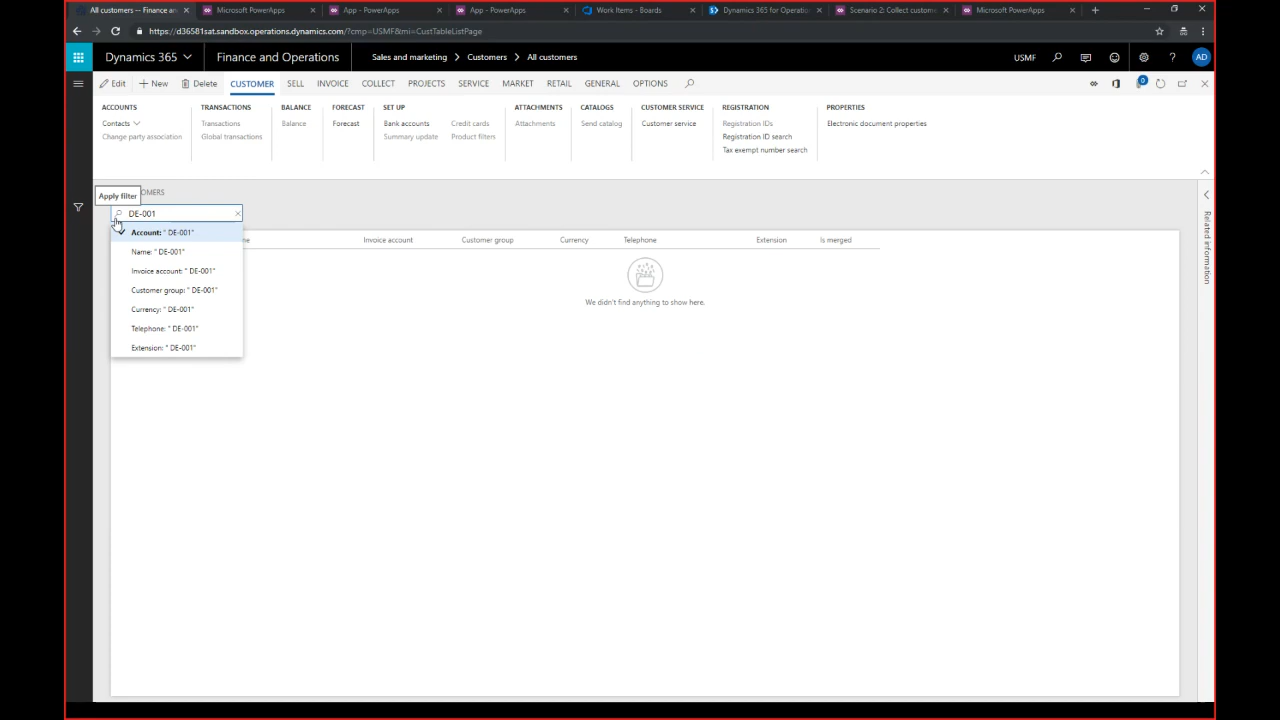 All customers -- Finance an
Microsoft PowerApps
App - PowerApps
App - PowerApps
Work Items - Boards
Dynamics 365 for Operatio
Scenario 2: Collect custome
Microsoft PowerApps
https://d36581sat.sandbox.operations.dynamics.com/?cmp=USMF&mi=CustTableListPage
Dynamics 365
Finance and Operations
Sales and marketing
Customers
All customers
USMF
AD
Edit
New
Delete
CUSTOMER
SELL
INVOICE
COLLECT
PROJECTS
SERVICE
MARKET
RETAIL
GENERAL
OPTIONS
0
ACCOUNTS
Contacts
Change party association
TRANSACTIONS
Transactions
Global transactions
BALANCE
Balance
FORECAST
Forecast
SET UP
Bank accounts
Summary update
Credit cards
Product filters
ATTACHMENTS
Attachments
CATALOGS
Send catalog
CUSTOMER SERVICE
Customer service
REGISTRATION
Registration IDs
Registration ID search
Tax exempt number search
PROPERTIES
Electronic document properties
Apply filter
OMERS
DE-001
Account: " DE-001"
Name: " DE-001"
Invoice account: " DE-001"
Customer group: " DE-001"
Currency: " DE-001"
Telephone: " DE-001"
Extension: " DE-001"
me
Invoice account
Customer group
Currency
Telephone
Extension
Is merged
We didn't find anything to show here.
Related information